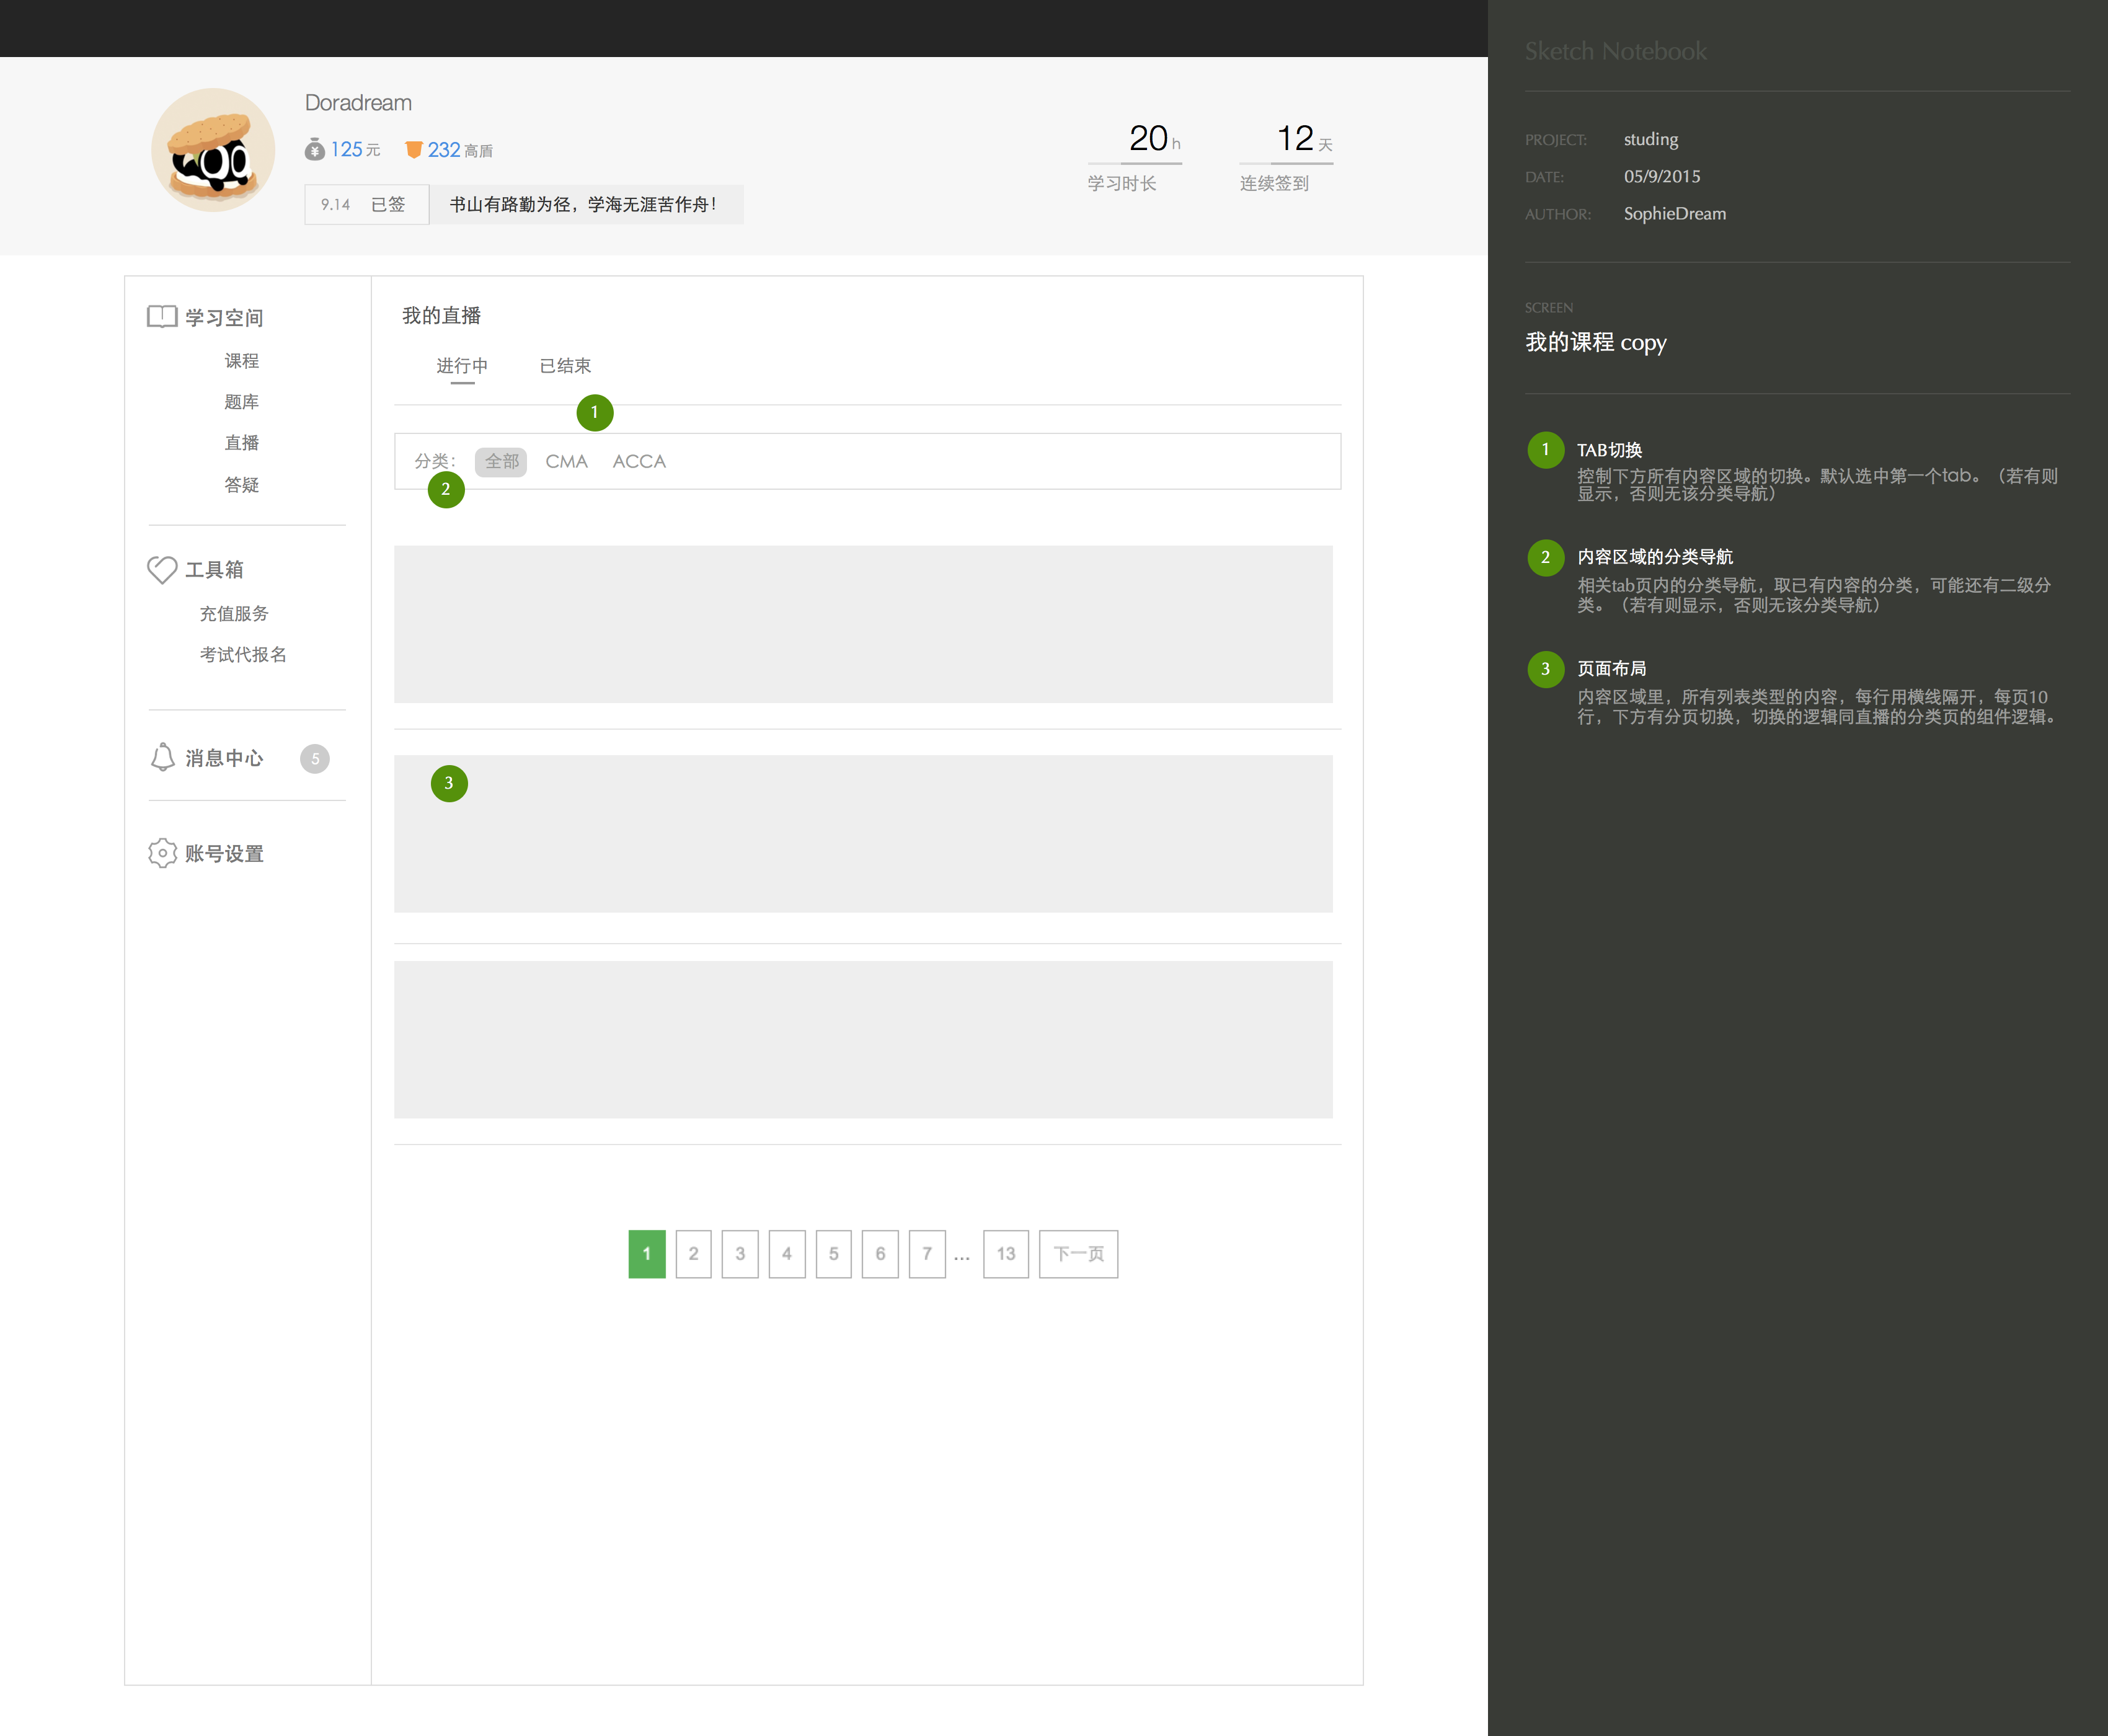 Doradream
125 元 232 高盾
9.14 已签 书山有路勤为径，学海无涯苦作舟！
20 h
学习时长
12 天
连续签到
学习空间
课程
题库
直播
答疑
工具箱
充值服务
考试代报名
消息中心 5
账号设置
我的直播
进行中 已结束
1
分类： 全部 CMA ACCA
2
3
1 2 3 4 5 6 7 ... 13 下一页
Sketch Notebook
PROJECT: studing
DATE: 05/9/2015
AUTHOR: SophieDream
SCREEN
我的课程 copy
1 TAB切换
控制下方所有内容区域的切换。默认选中第一个tab。（若有则
显示，否则无该分类导航）
2 内容区域的分类导航
相关tab页内的分类导航，取已有内容的分类，可能还有二级分
类。（若有则显示，否则无该分类导航）
3 页面布局
内容区域里，所有列表类型的内容，每行用横线隔开，每页10
行，下方有分页切换，切换的逻辑同直播的分类页的组件逻辑。